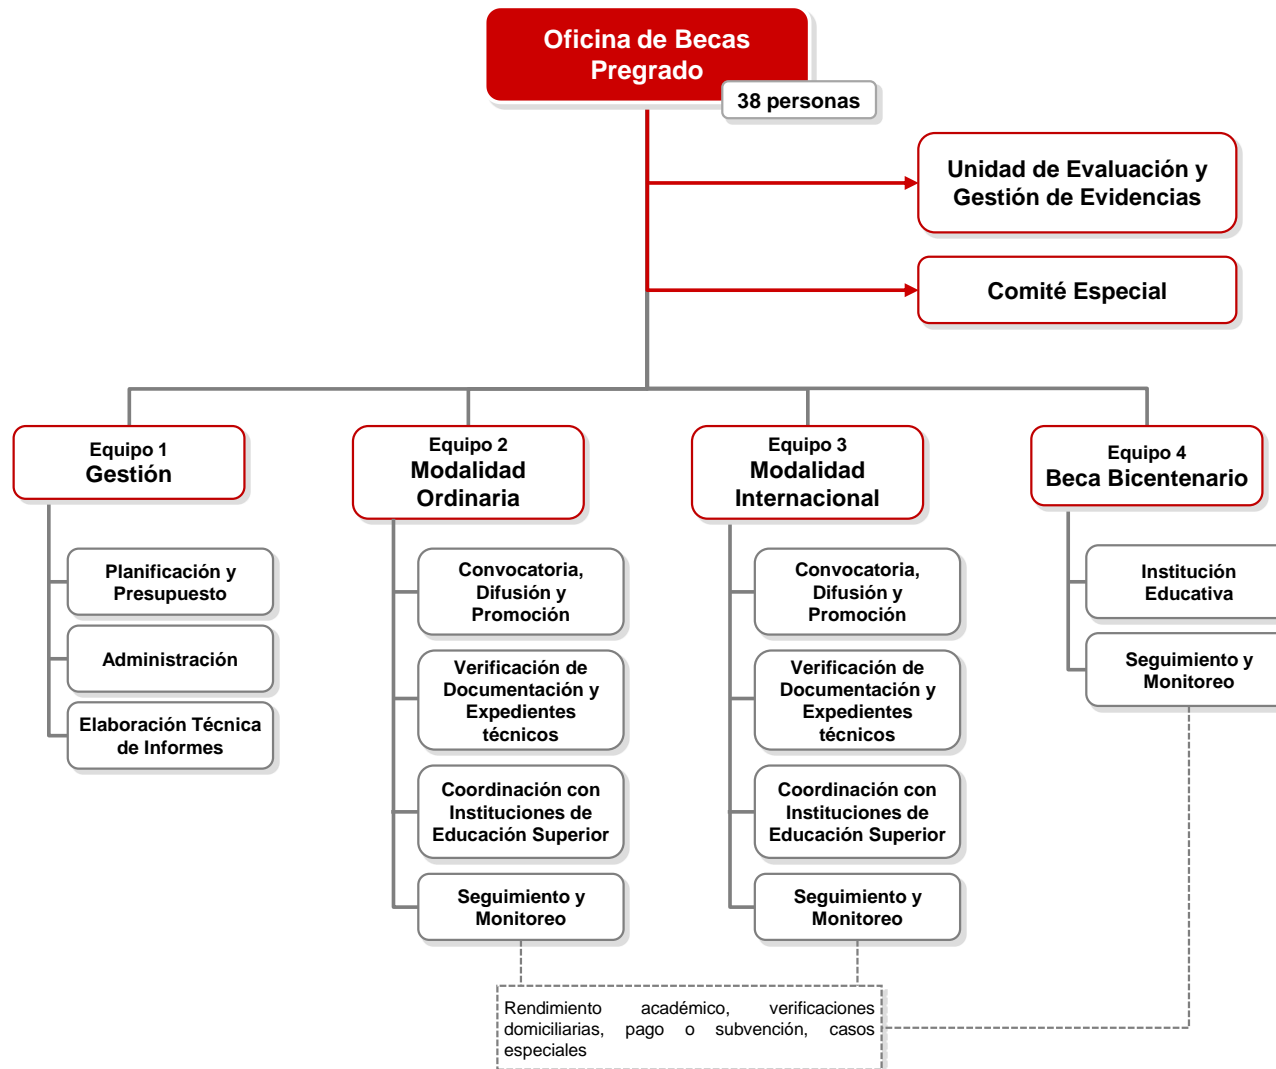 Oficina de Becas
Pregrado
38 personas
Unidad de Evaluación y
Gestión de Evidencias
Comité Especial
Equipo 1
Gestión
Planificación y
Presupuesto
Administración
Elaboración Técnica
de Informes
Equipo 2
Modalidad
Ordinaria
Convocatoria,
Difusión y
Promoción
Verificación de
Documentación y
Expedientes
técnicos
Coordinación con
Instituciones de
Educación Superior
Seguimiento y
Monitoreo
Equipo 3
Modalidad
Internacional
Convocatoria,
Difusión y
Promoción
Verificación de
Documentación y
Expedientes
técnicos
Coordinación con
Instituciones de
Educación Superior
Seguimiento y
Monitoreo
Equipo 4
Beca Bicentenario
Institución
Educativa
Seguimiento y
Monitoreo
Rendimiento académico, verificaciones
domiciliarias, pago o subvención, casos
especiales